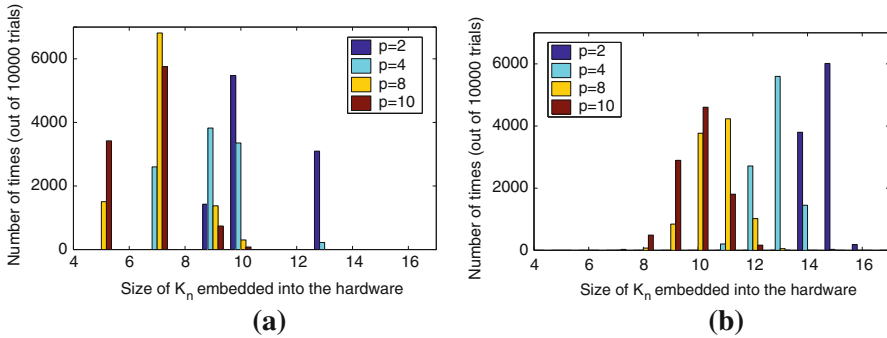 Number of times (out of 10000 trials)
6000
4000
2000
0
p=2
p=4
p=8
p=10
4 6 8 10 12 14 16
Size of Kn embedded into the hardware
(a)
Number of times (out of 10000 trials)
6000
4000
2000
0
p=2
p=4
p=8
p=10
4 6 8 10 12 14 16
Size of Kn embedded into the hardware
(b)